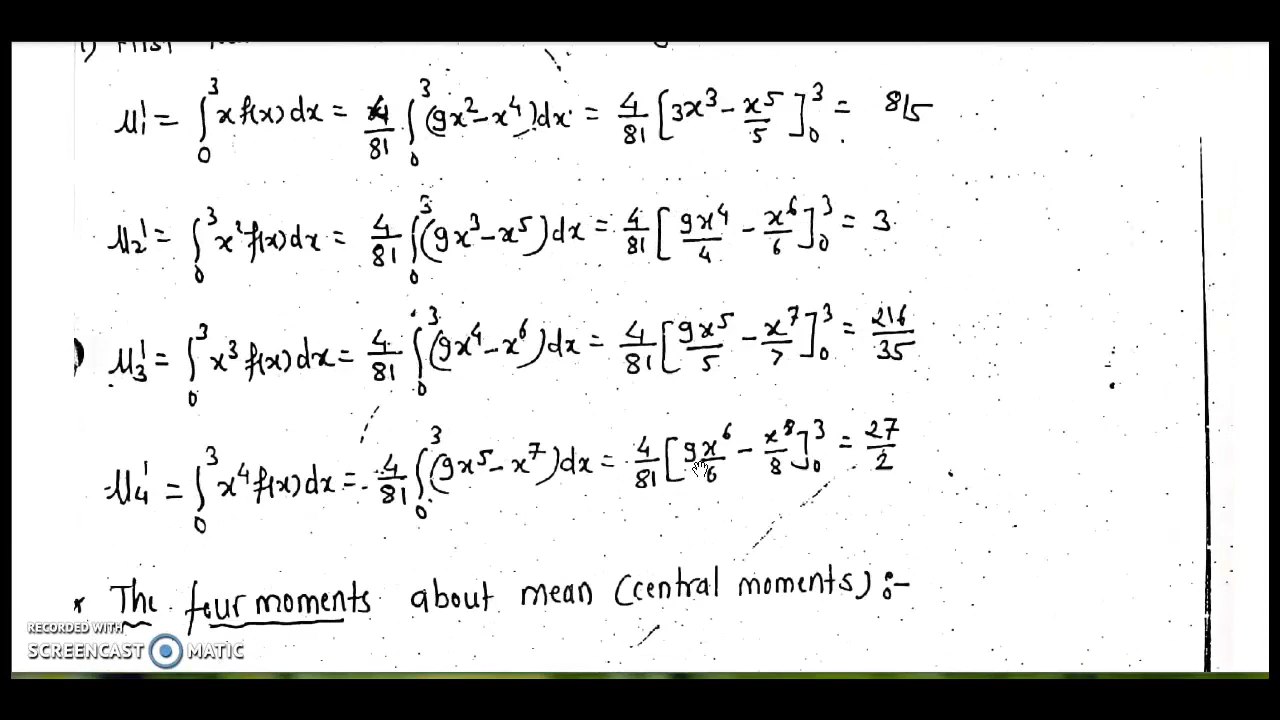 1) First
μ₁' = ∫₀³ x f(x) dx = 4/81 ∫₀³ (9x² − x⁴) dx = 4/81 [3x³ − x⁵/5]₀³ = 8/5
μ₂' = ∫₀³ x² f(x) dx = 4/81 ∫₀³ (9x³ − x⁵) dx = 4/81 [9x⁴/4 − x⁶/6]₀³ = 3
μ₃' = ∫₀³ x³ f(x) dx = 4/81 ∫₀³ (9x⁴ − x⁶) dx = 4/81 [9x⁵/5 − x⁷/7]₀³ = 216/35
μ₄' = ∫₀³ x⁴ f(x) dx = 4/81 ∫₀³ (9x⁵ − x⁷) dx = 4/81 [9x⁶/6 − x⁸/8]₀³ = 27/2
* The four moments about mean (central moments) :-
RECORDED WITH
SCREENCAST MATIC